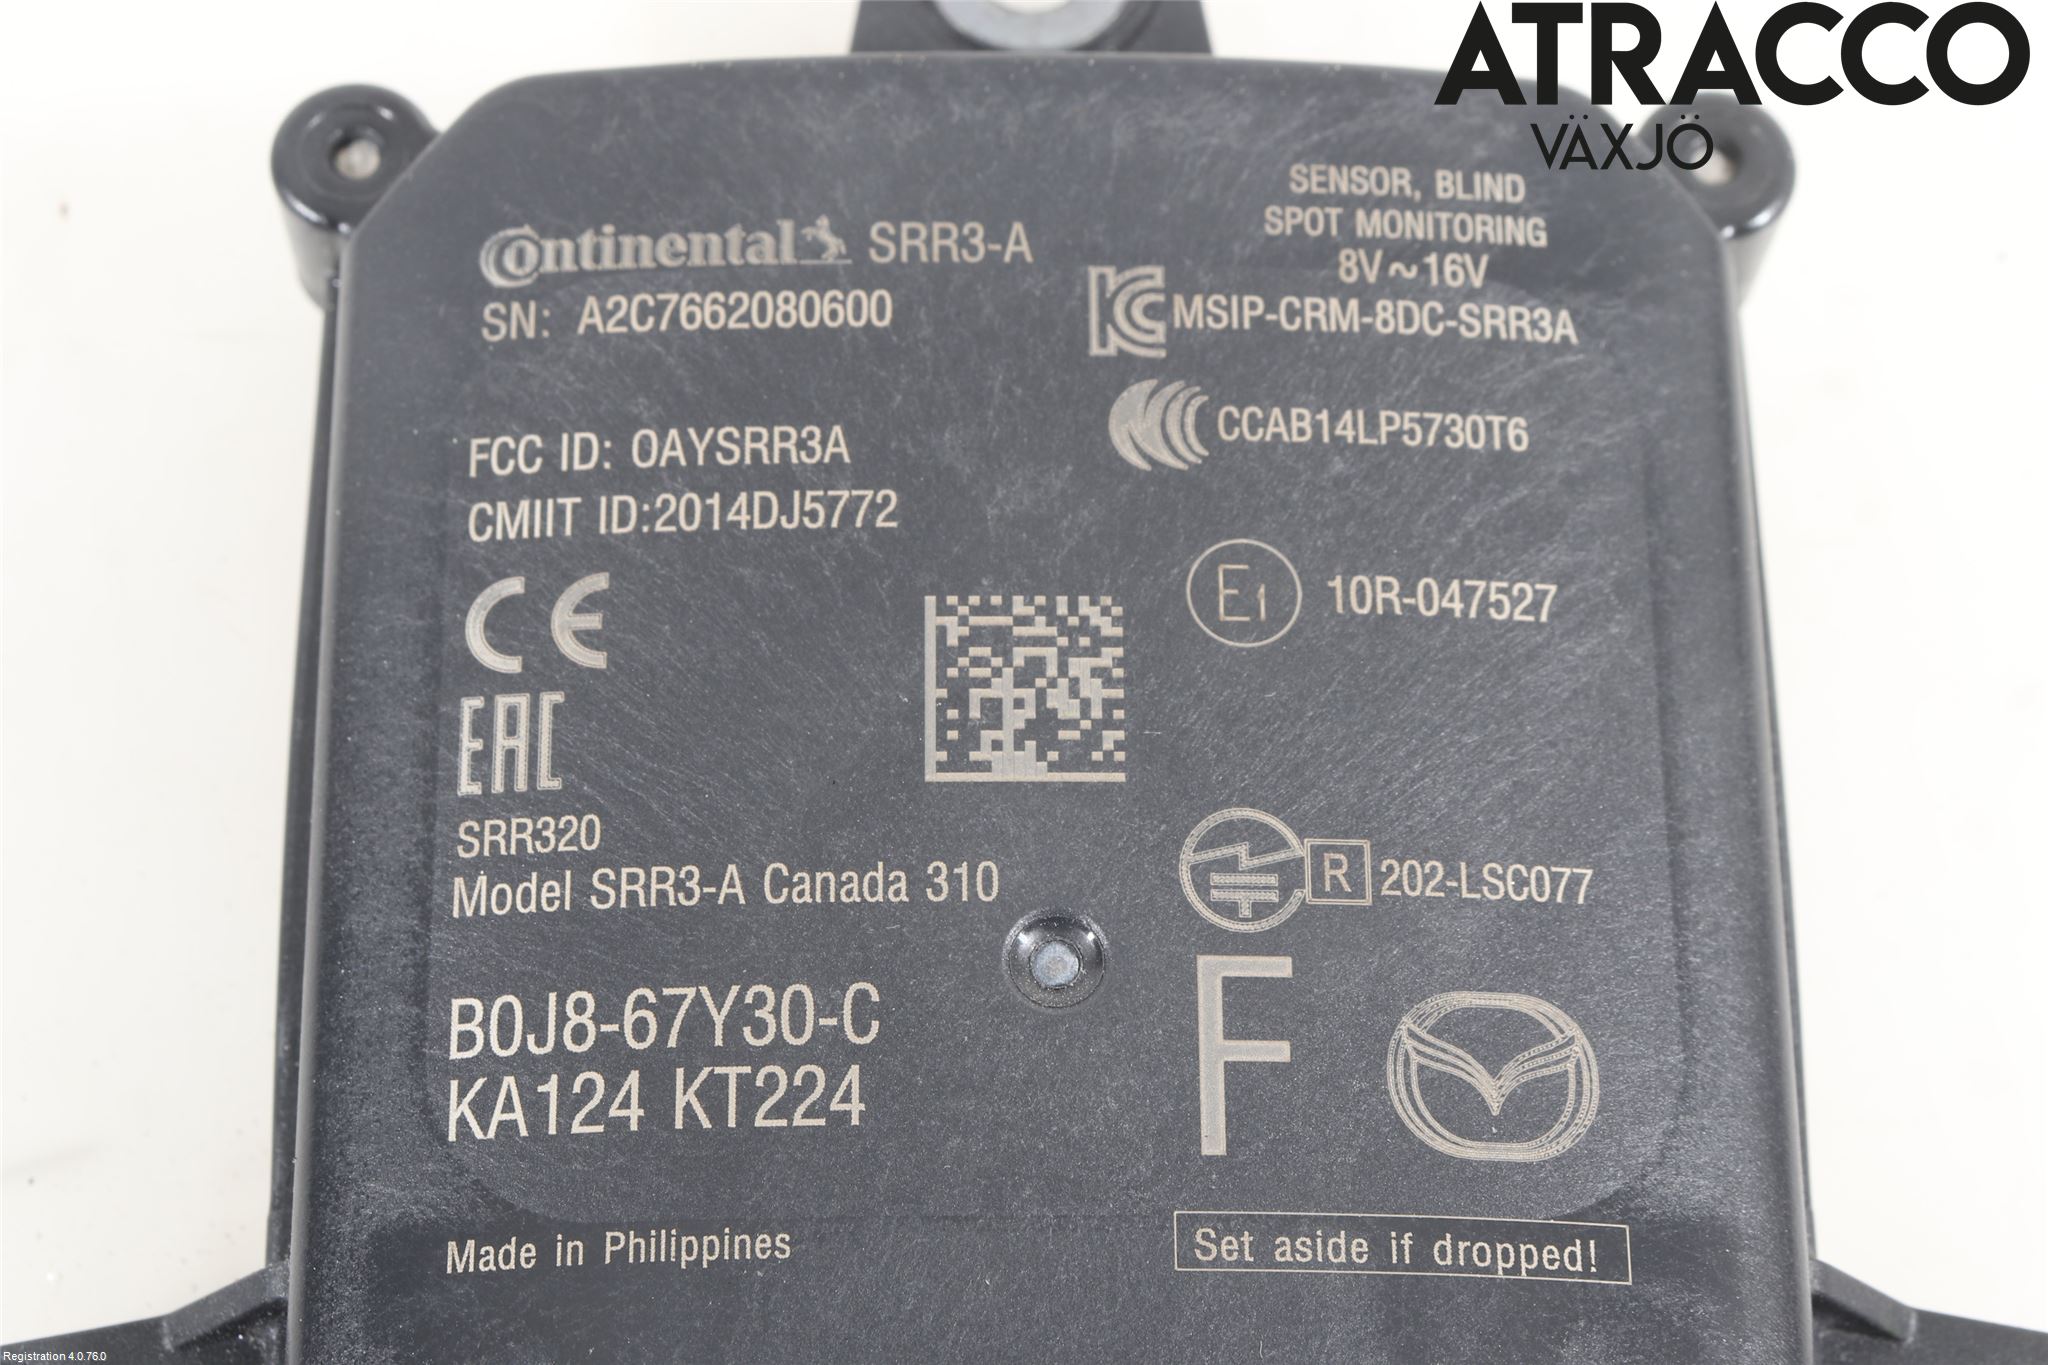 ATRACCO
VÄXJÖ
SENSOR, BLIND
SPOT MONITORING
8V~16V
Continental SRR3-A
SN: A2C7662080600
KC MSIP-CRM-8DC-SRR3A
CCAB14LP5730T6
FCC ID: OAYSRR3A
CMIIT ID:2014DJ5772
E1 10R-047527
CE
EAC
SRR320
Model SRR3-A Canada 310
R 202-LSC077
B0J8-67Y30-C
KA124 KT224
F
Made in Philippines
Set aside if dropped!
Registration 4.0.76.0